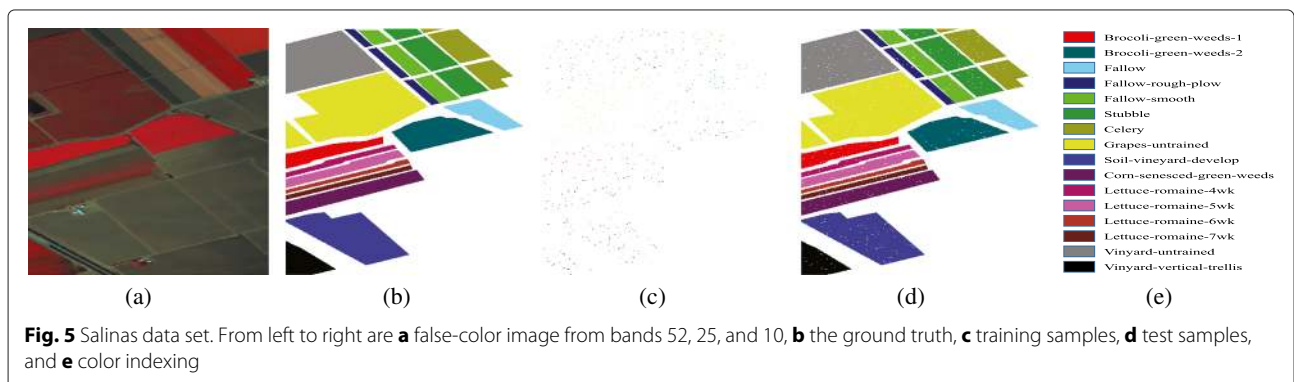 Brocoli-green-weeds-1
Brocoli-green-weeds-2
Fallow
Fallow-rough-plow
Fallow-smooth
Stubble
Celery
Grapes-untrained
Soil-vineyard-develop
Corn-senesced-green-weeds
Lettuce-romaine-4wk
Lettuce-romaine-5wk
Lettuce-romaine-6wk
Lettuce-romaine-7wk
Vinyard-untrained
Vinyard-vertical-trellis
(a) (b) (c) (d) (e)
Fig. 5 Salinas data set. From left to right are a false-color image from bands 52, 25, and 10, b the ground truth, c training samples, d test samples,
and e color indexing